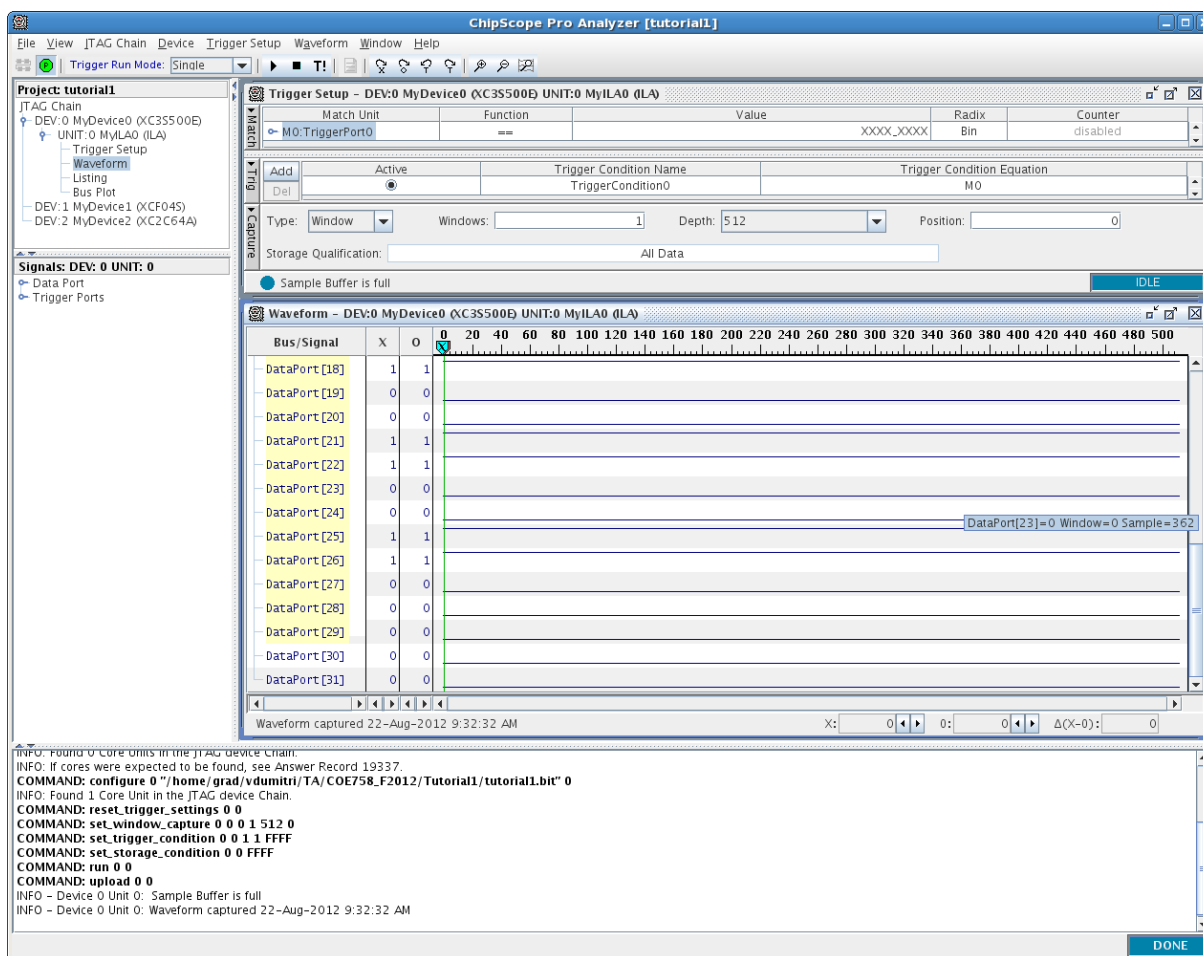 ChipScope Pro Analyzer [tutorial1]
File View JTAG Chain Device Trigger Setup Waveform Window Help
Trigger Run Mode: Single T!
Project: tutorial1
JTAG Chain
DEV:0 MyDevice0 (XC3S500E)
UNIT:0 MyILA0 (ILA)
Trigger Setup
Waveform
Listing
Bus Plot
DEV:1 MyDevice1 (XCF04S)
DEV:2 MyDevice2 (XC2C64A)
Signals: DEV: 0 UNIT: 0
Data Port
Trigger Ports
Trigger Setup - DEV:0 MyDevice0 (XC3S500E) UNIT:0 MyILA0 (ILA)
Match
Match Unit Function Value Radix Counter
M0:TriggerPort0 == XXXX_XXXX Bin disabled
Trig
Add Active Trigger Condition Name Trigger Condition Equation
Del TriggerCondition0 M0
Capture
Type: Window Windows: 1 Depth: 512 Position: 0
Storage Qualification: All Data
Sample Buffer is full IDLE
Waveform - DEV:0 MyDevice0 (XC3S500E) UNIT:0 MyILA0 (ILA)
Bus/Signal X O 0 20 40 60 80 100 120 140 160 180 200 220 240 260 280 300 320 340 360 380 400 420 440 460 480 500
X
DataPort[18] 1 1
DataPort[19] 0 0
DataPort[20] 0 0
DataPort[21] 1 1
DataPort[22] 1 1
DataPort[23] 0 0
DataPort[24] 0 0
DataPort[23]=0 Window=0 Sample=362
DataPort[25] 1 1
DataPort[26] 1 1
DataPort[27] 0 0
DataPort[28] 0 0
DataPort[29] 0 0
DataPort[30] 0 0
DataPort[31] 0 0
Waveform captured 22-Aug-2012 9:32:32 AM X: 0 O: 0 Δ(X-O): 0
INFO: Found 0 Core Units in the JTAG device Chain.
INFO: If cores were expected to be found, see Answer Record 19337.
COMMAND: configure 0 "/home/grad/vdumitri/TA/COE758_F2012/Tutorial1/tutorial1.bit" 0
INFO: Found 1 Core Unit in the JTAG device Chain.
COMMAND: reset_trigger_settings 0 0
COMMAND: set_window_capture 0 0 0 1 512 0
COMMAND: set_trigger_condition 0 0 1 1 FFFF
COMMAND: set_storage_condition 0 0 FFFF
COMMAND: run 0 0
COMMAND: upload 0 0
INFO - Device 0 Unit 0: Sample Buffer is full
INFO - Device 0 Unit 0: Waveform captured 22-Aug-2012 9:32:32 AM
DONE